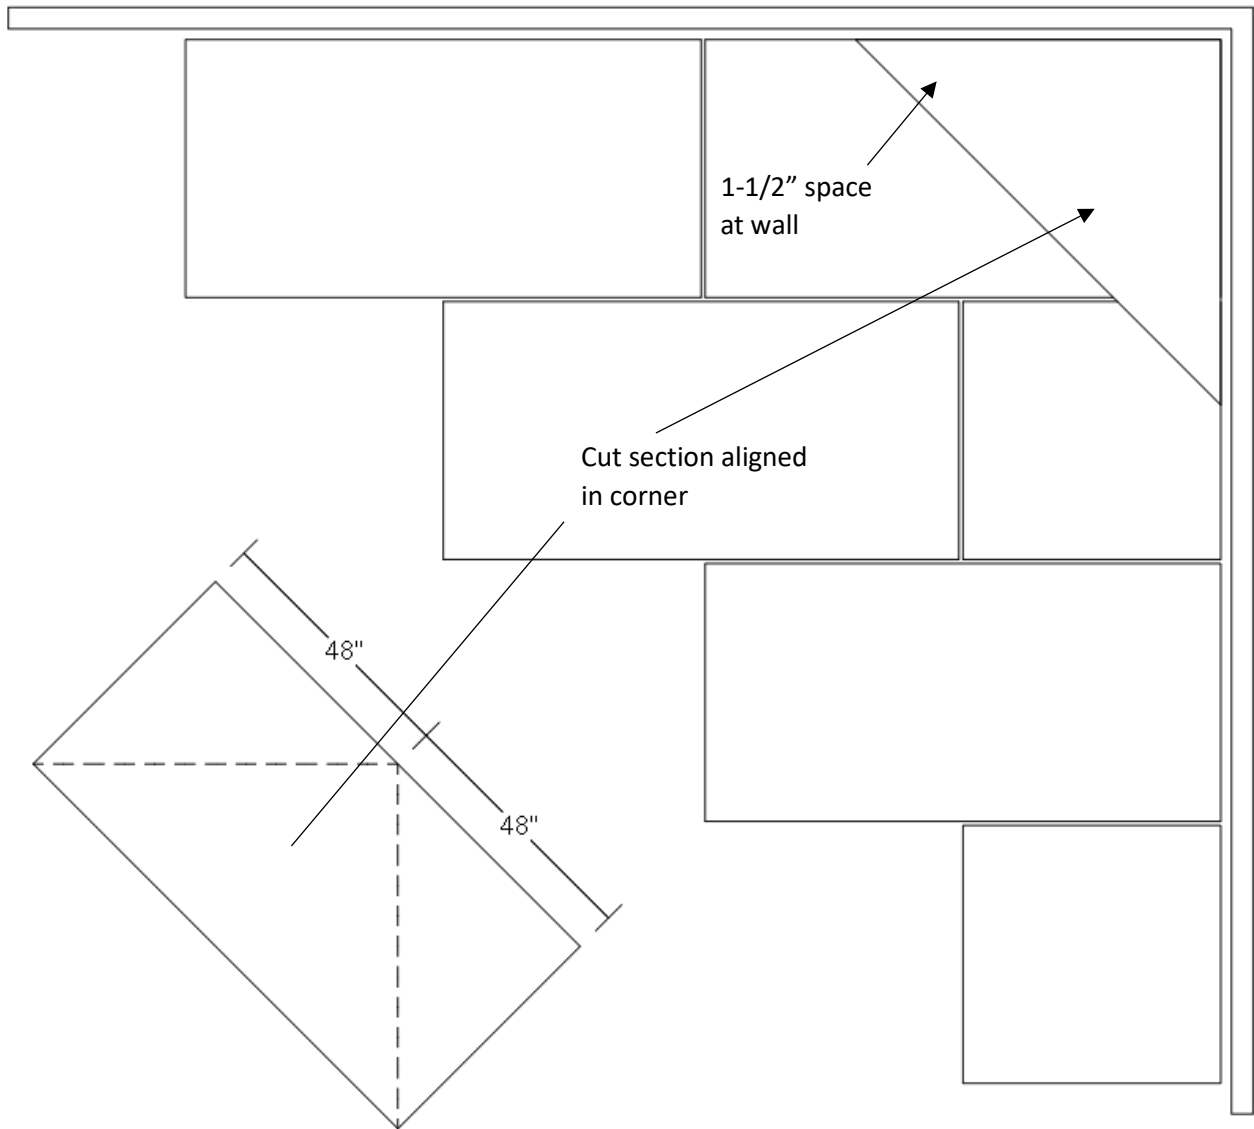 1-1/2” space
at wall
Cut section aligned
in corner
48"
48"